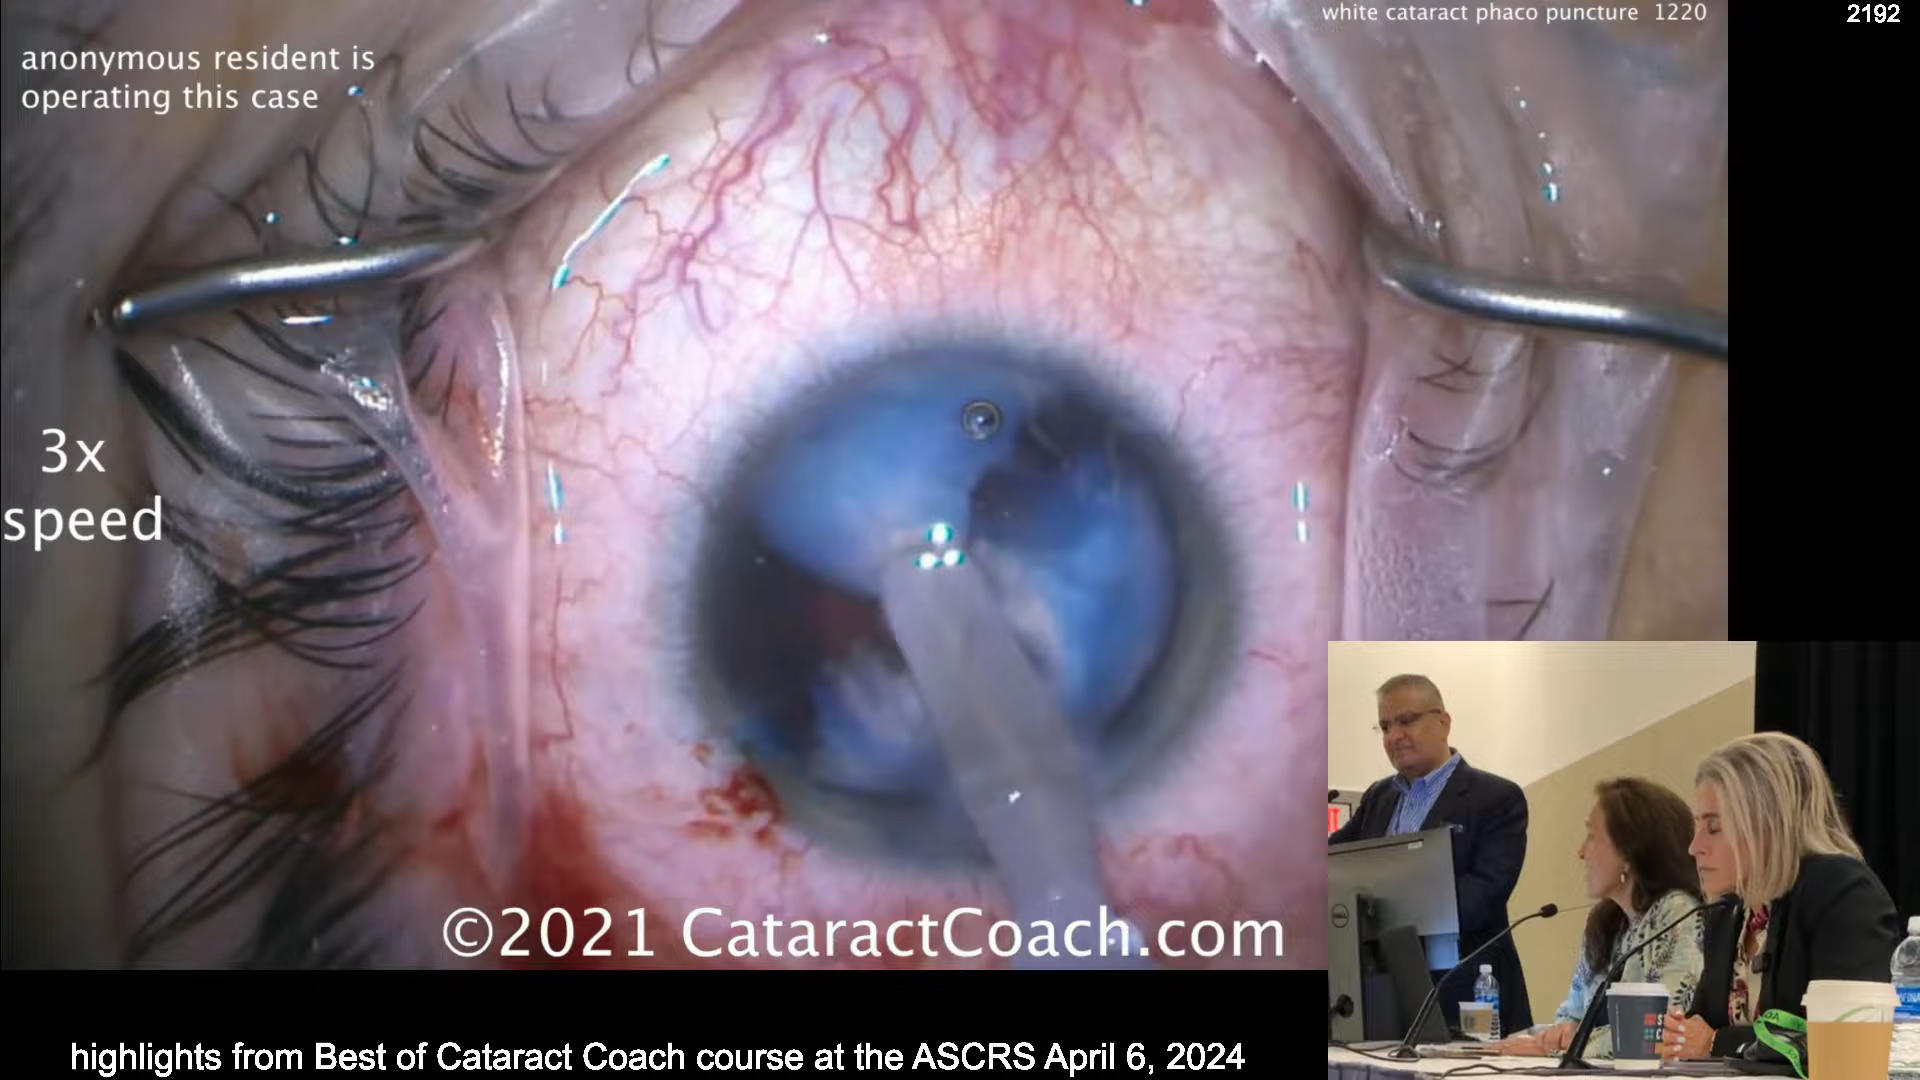 anonymous resident is
operating this case
white cataract phaco puncture 1220
2192
3x
speed
©2021 CataractCoach.com
highlights from Best of Cataract Coach course at the ASCRS April 6, 2024
DELL